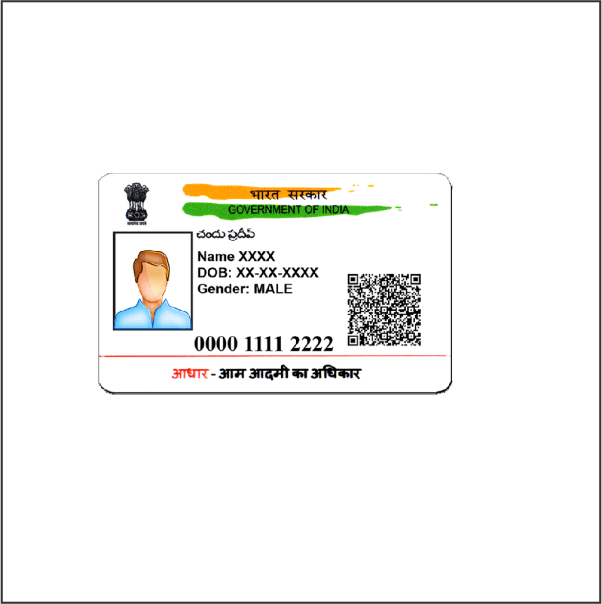 भारत सरकार
GOVERNMENT OF INDIA
చందు ప్రదీప్
Name XXXX
DOB: XX-XX-XXXX
Gender: MALE
0000 1111 2222
आधार - आम आदमी का अधिकार